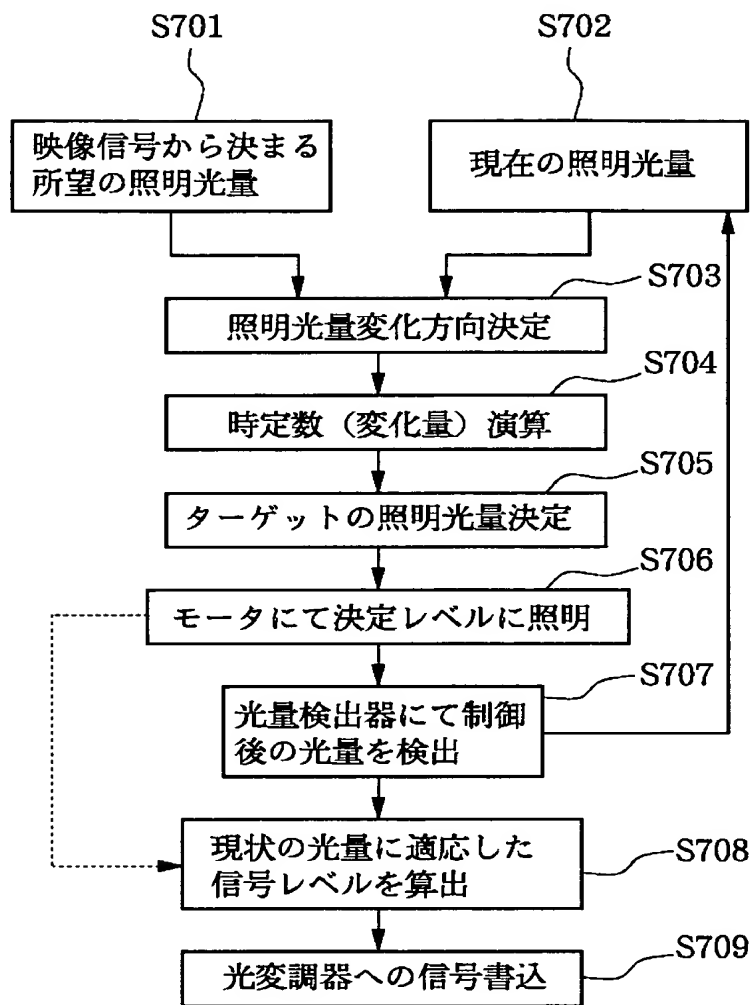 S701
S702
映像信号から決まる
所望の照明光量
現在の照明光量
S703
照明光量変化方向決定
S704
時定数（変化量）演算
S705
ターゲットの照明光量決定
S706
モータにて決定レベルに照明
S707
光量検出器にて制御
後の光量を検出
現状の光量に適応した
信号レベルを算出
S708
光変調器への信号書込
S709